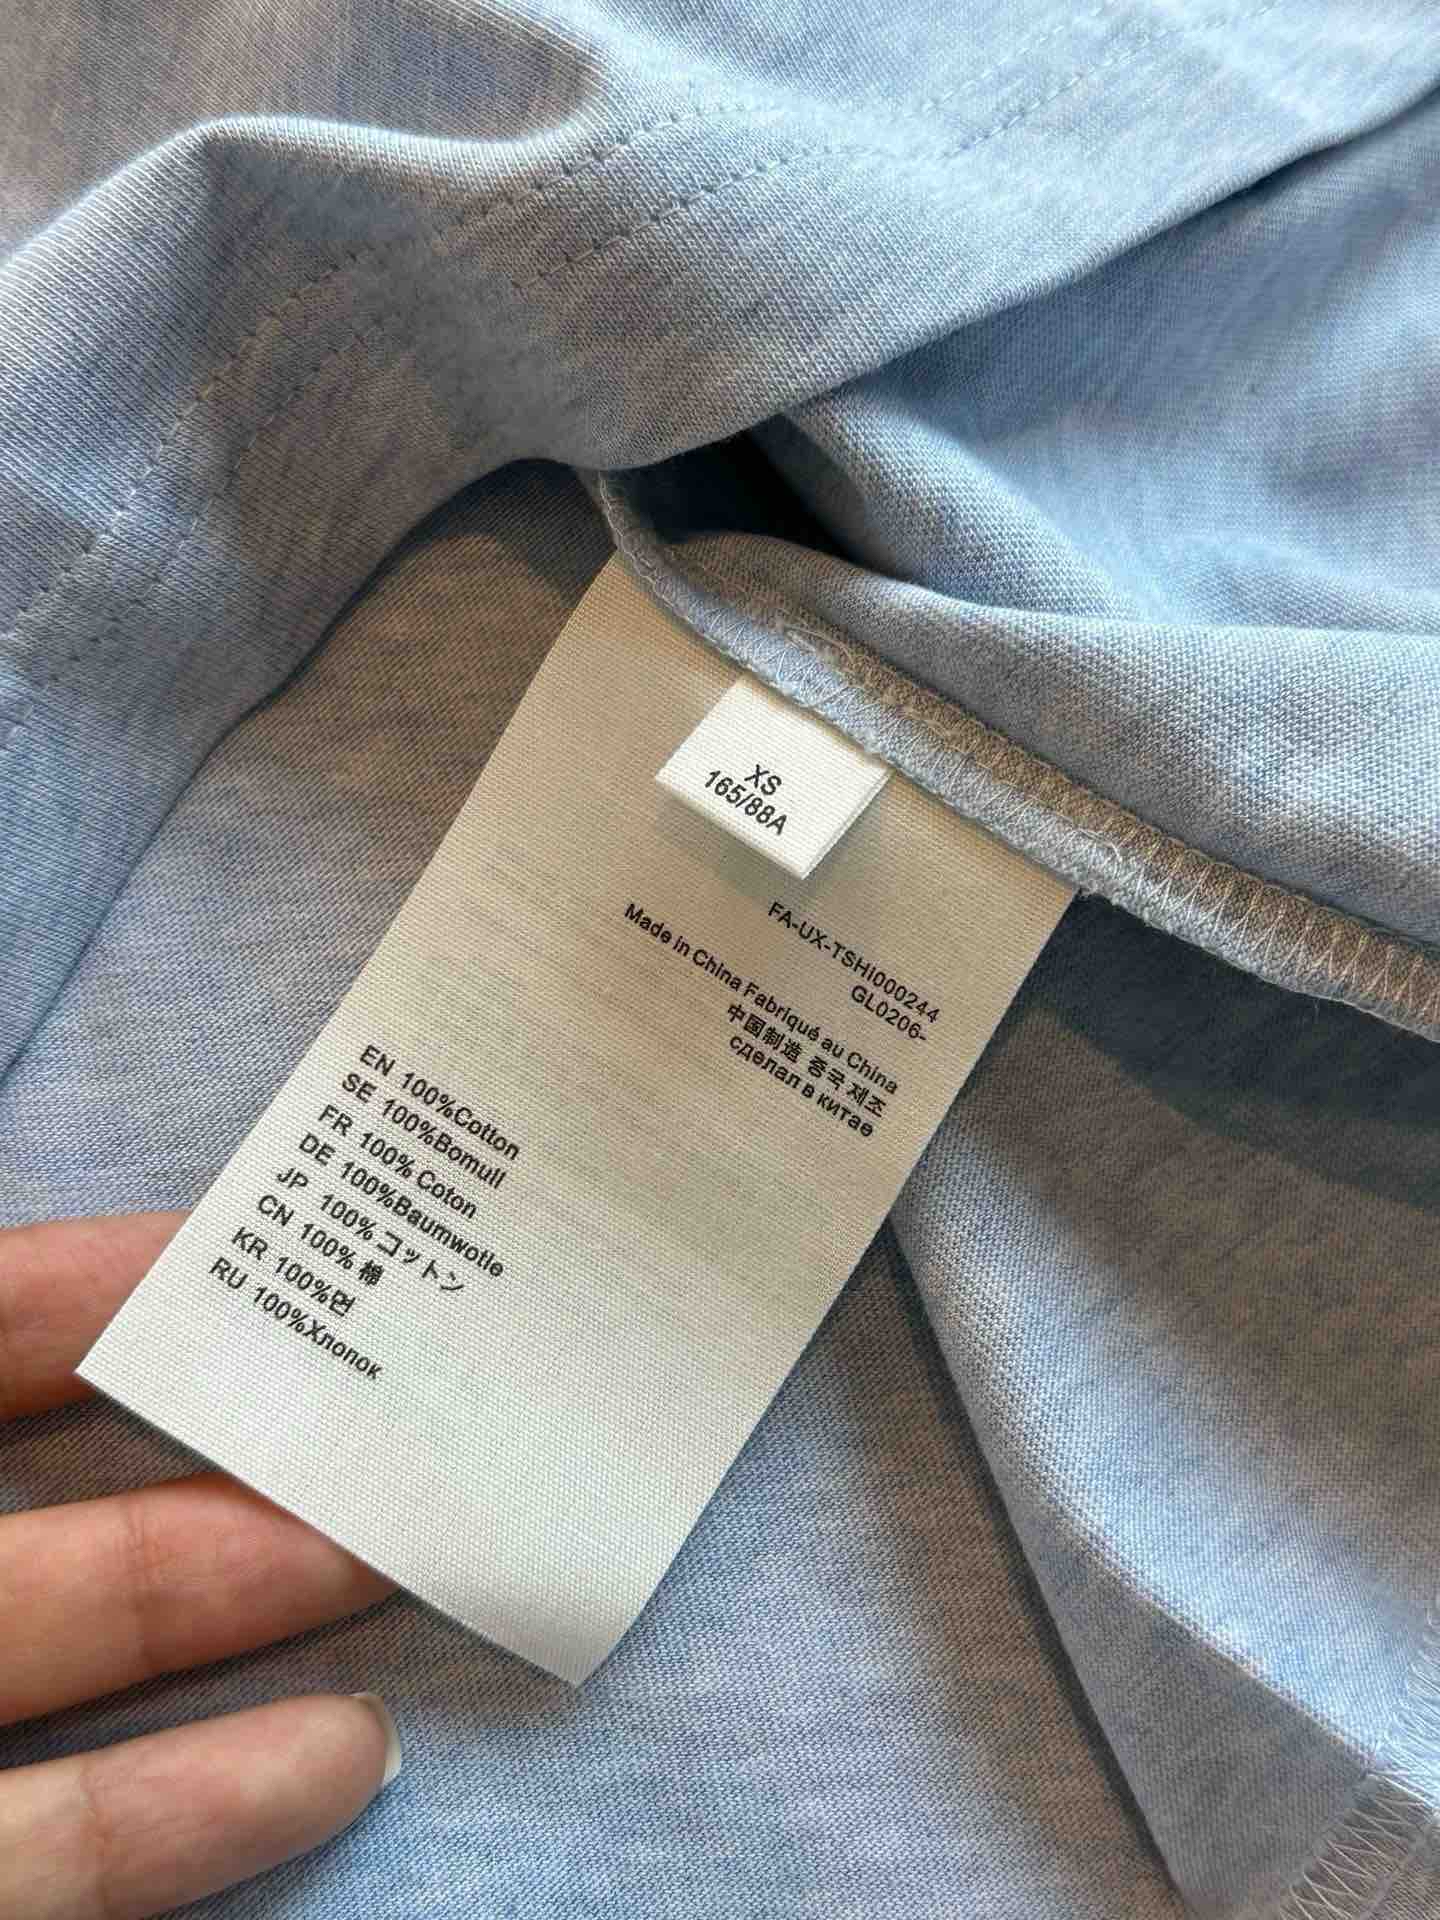 XS
165/88A
FA-UX-TSHI000244
GL0206-
Made in China Fabriqué au China
中国制造 중국 제조
сделал в китае
EN 100%Cotton
SE 100%Bomull
FR 100% Coton
DE 100%Baumwotle
JP 100% コットン
CN 100% 棉
KR 100%면
RU 100%Хлопок